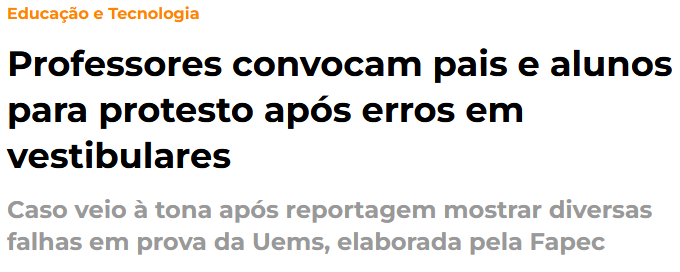 Educação e Tecnologia
Professores convocam pais e alunos
para protesto após erros em
vestibulares
Caso veio à tona após reportagem mostrar diversas
falhas em prova da Uems, elaborada pela Fapec